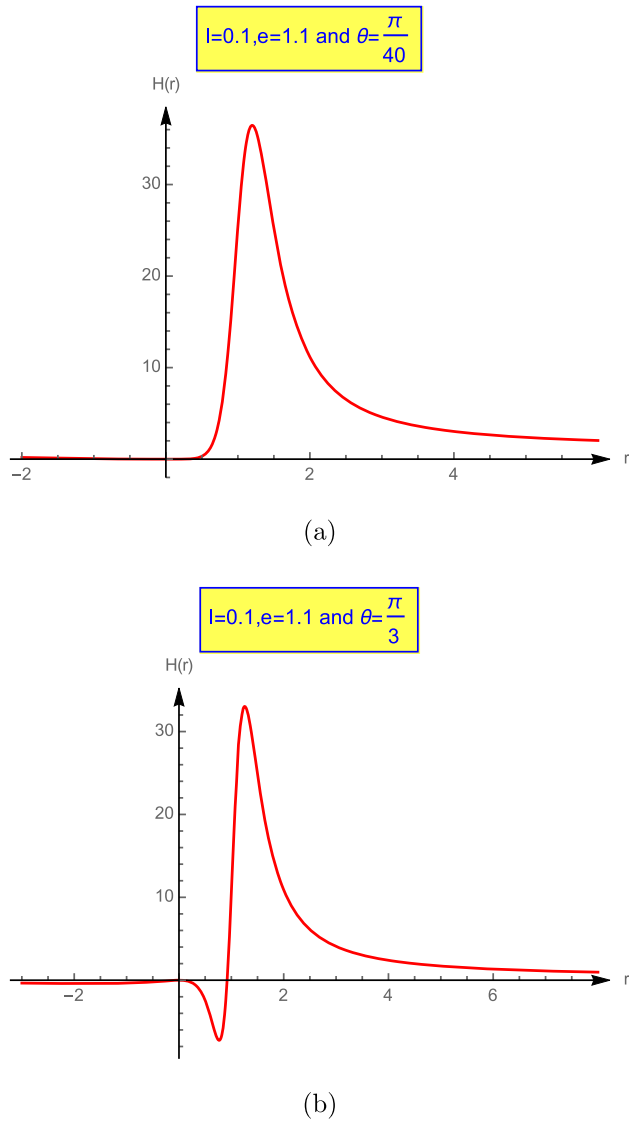 l=0.1,e=1.1 and θ=π/40
H(r)
30
20
10
−2
2
4
r
(a)
l=0.1,e=1.1 and θ=π/3
H(r)
30
20
10
−2
2
4
6
r
(b)